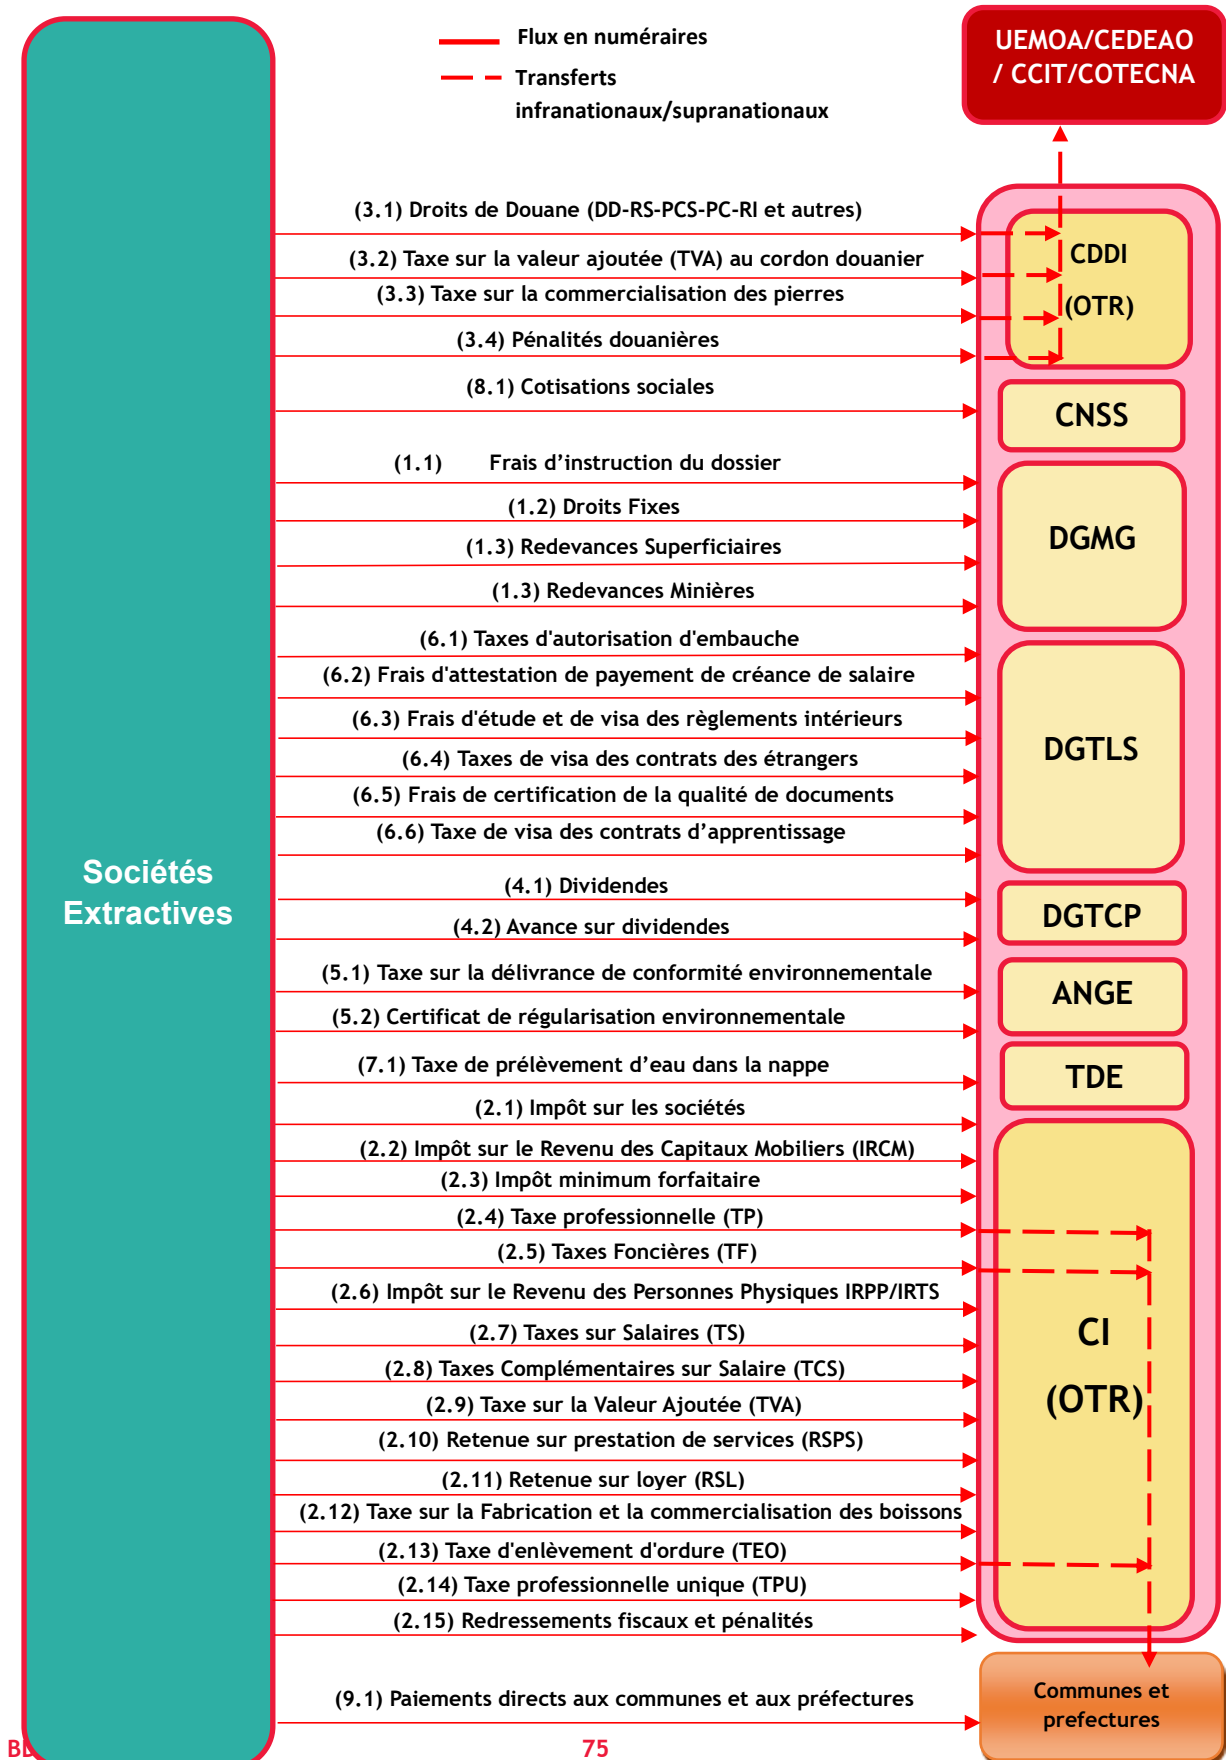 Flux en numéraires
Transferts
infranationaux/supranationaux
UEMOA/CEDEAO
/ CCIT/COTECNA
(3.1) Droits de Douane (DD-RS-PCS-PC-RI et autres)
(3.2) Taxe sur la valeur ajoutée (TVA) au cordon douanier
(3.3) Taxe sur la commercialisation des pierres
(3.4) Pénalités douanières
CDDI
(OTR)
(8.1) Cotisations sociales
CNSS
(1.1) Frais d’instruction du dossier
(1.2) Droits Fixes
(1.3) Redevances Superficiaires
(1.3) Redevances Minières
DGMG
(6.1) Taxes d'autorisation d'embauche
(6.2) Frais d'attestation de payement de créance de salaire
(6.3) Frais d'étude et de visa des règlements intérieurs
(6.4) Taxes de visa des contrats des étrangers
(6.5) Frais de certification de la qualité de documents
(6.6) Taxe de visa des contrats d’apprentissage
DGTLS
Sociétés
Extractives
(4.1) Dividendes
(4.2) Avance sur dividendes
DGTCP
(5.1) Taxe sur la délivrance de conformité environnementale
(5.2) Certificat de régularisation environnementale
ANGE
(7.1) Taxe de prélèvement d’eau dans la nappe
TDE
(2.1) Impôt sur les sociétés
(2.2) Impôt sur le Revenu des Capitaux Mobiliers (IRCM)
(2.3) Impôt minimum forfaitaire
(2.4) Taxe professionnelle (TP)
(2.5) Taxes Foncières (TF)
(2.6) Impôt sur le Revenu des Personnes Physiques IRPP/IRTS
(2.7) Taxes sur Salaires (TS)
(2.8) Taxes Complémentaires sur Salaire (TCS)
(2.9) Taxe sur la Valeur Ajoutée (TVA)
(2.10) Retenue sur prestation de services (RSPS)
(2.11) Retenue sur loyer (RSL)
(2.12) Taxe sur la Fabrication et la commercialisation des boissons
(2.13) Taxe d'enlèvement d'ordure (TEO)
(2.14) Taxe professionnelle unique (TPU)
(2.15) Redressements fiscaux et pénalités
CI
(OTR)
(9.1) Paiements directs aux communes et aux préfectures
Communes et
prefectures
75